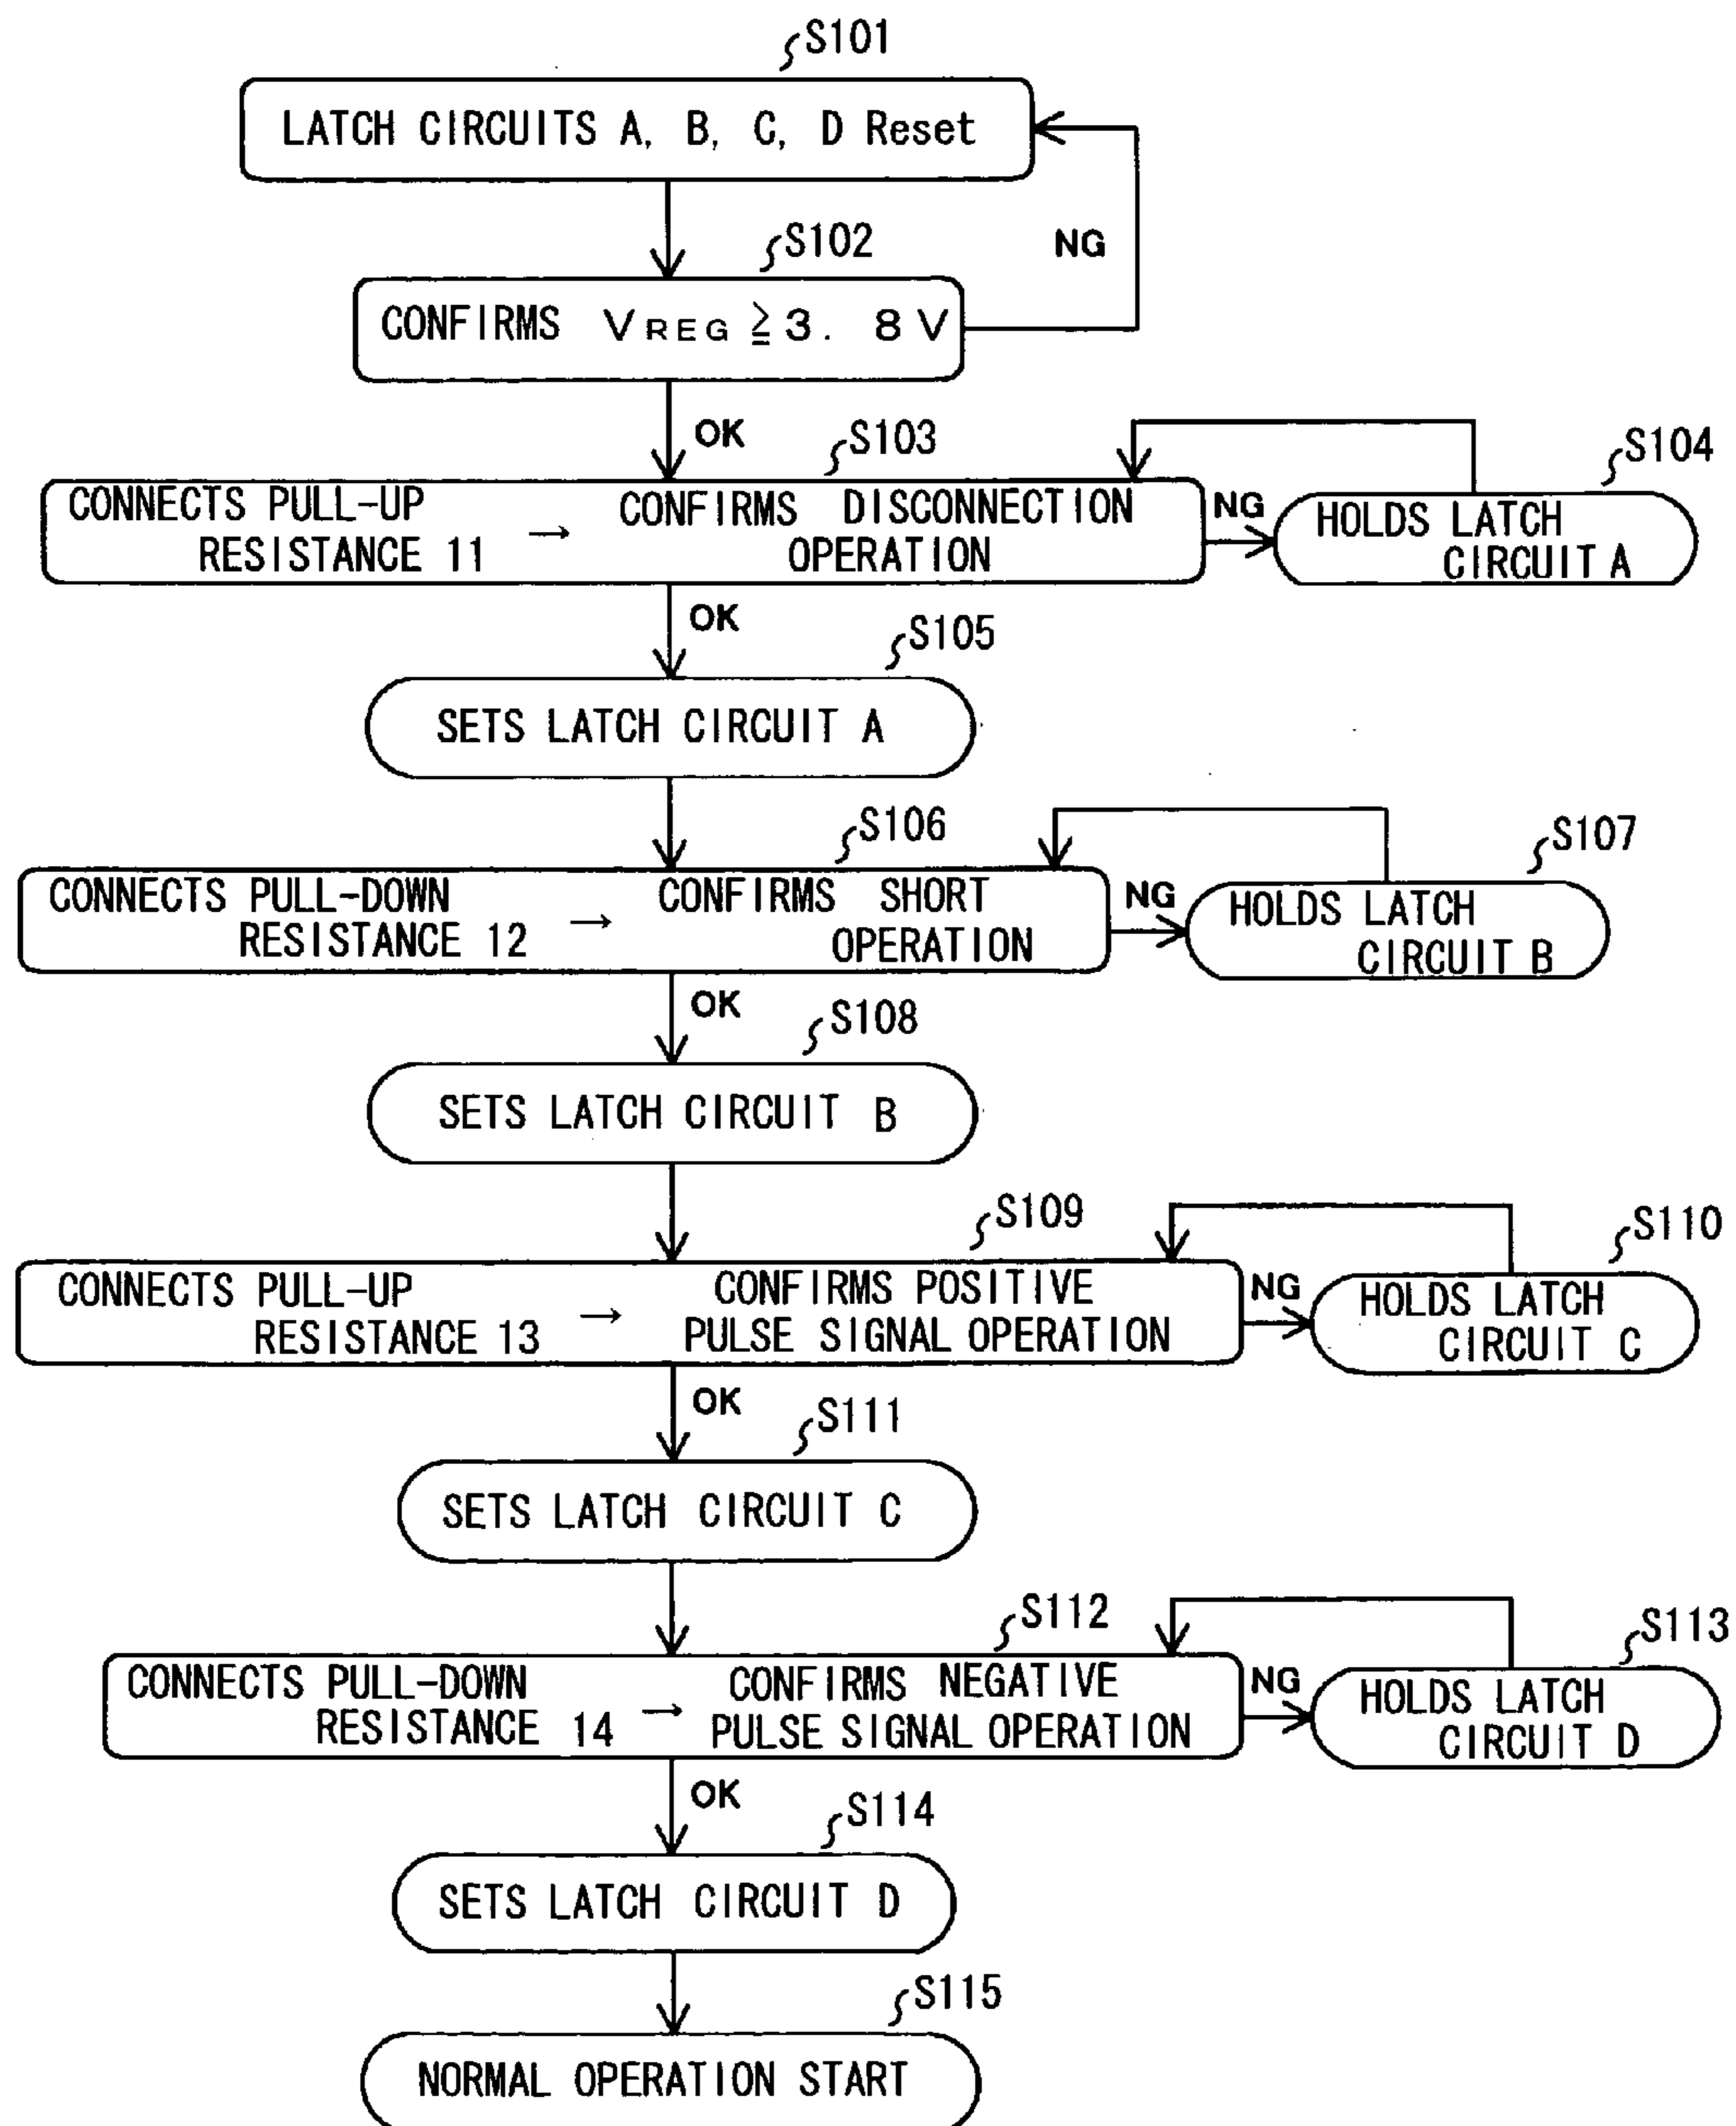 S101
LATCH CIRCUITS A, B, C, D Reset
S102
NG
CONFIRMS VREG ≧ 3. 8 V
OK
S103
S104
CONNECTS PULL-UP
RESISTANCE 11
→
CONFIRMS DISCONNECTION
OPERATION
NG
HOLDS LATCH
CIRCUIT A
OK
S105
SETS LATCH CIRCUIT A
S106
S107
CONNECTS PULL-DOWN
RESISTANCE 12
→
CONFIRMS SHORT
OPERATION
NG
HOLDS LATCH
CIRCUIT B
OK
S108
SETS LATCH CIRCUIT B
S109
S110
CONNECTS PULL-UP
RESISTANCE 13
→
CONFIRMS POSITIVE
PULSE SIGNAL OPERATION
NG
HOLDS LATCH
CIRCUIT C
OK
S111
SETS LATCH CIRCUIT C
S112
S113
CONNECTS PULL-DOWN
RESISTANCE 14
→
CONFIRMS NEGATIVE
PULSE SIGNAL OPERATION
NG
HOLDS LATCH
CIRCUIT D
OK
S114
SETS LATCH CIRCUIT D
S115
NORMAL OPERATION START